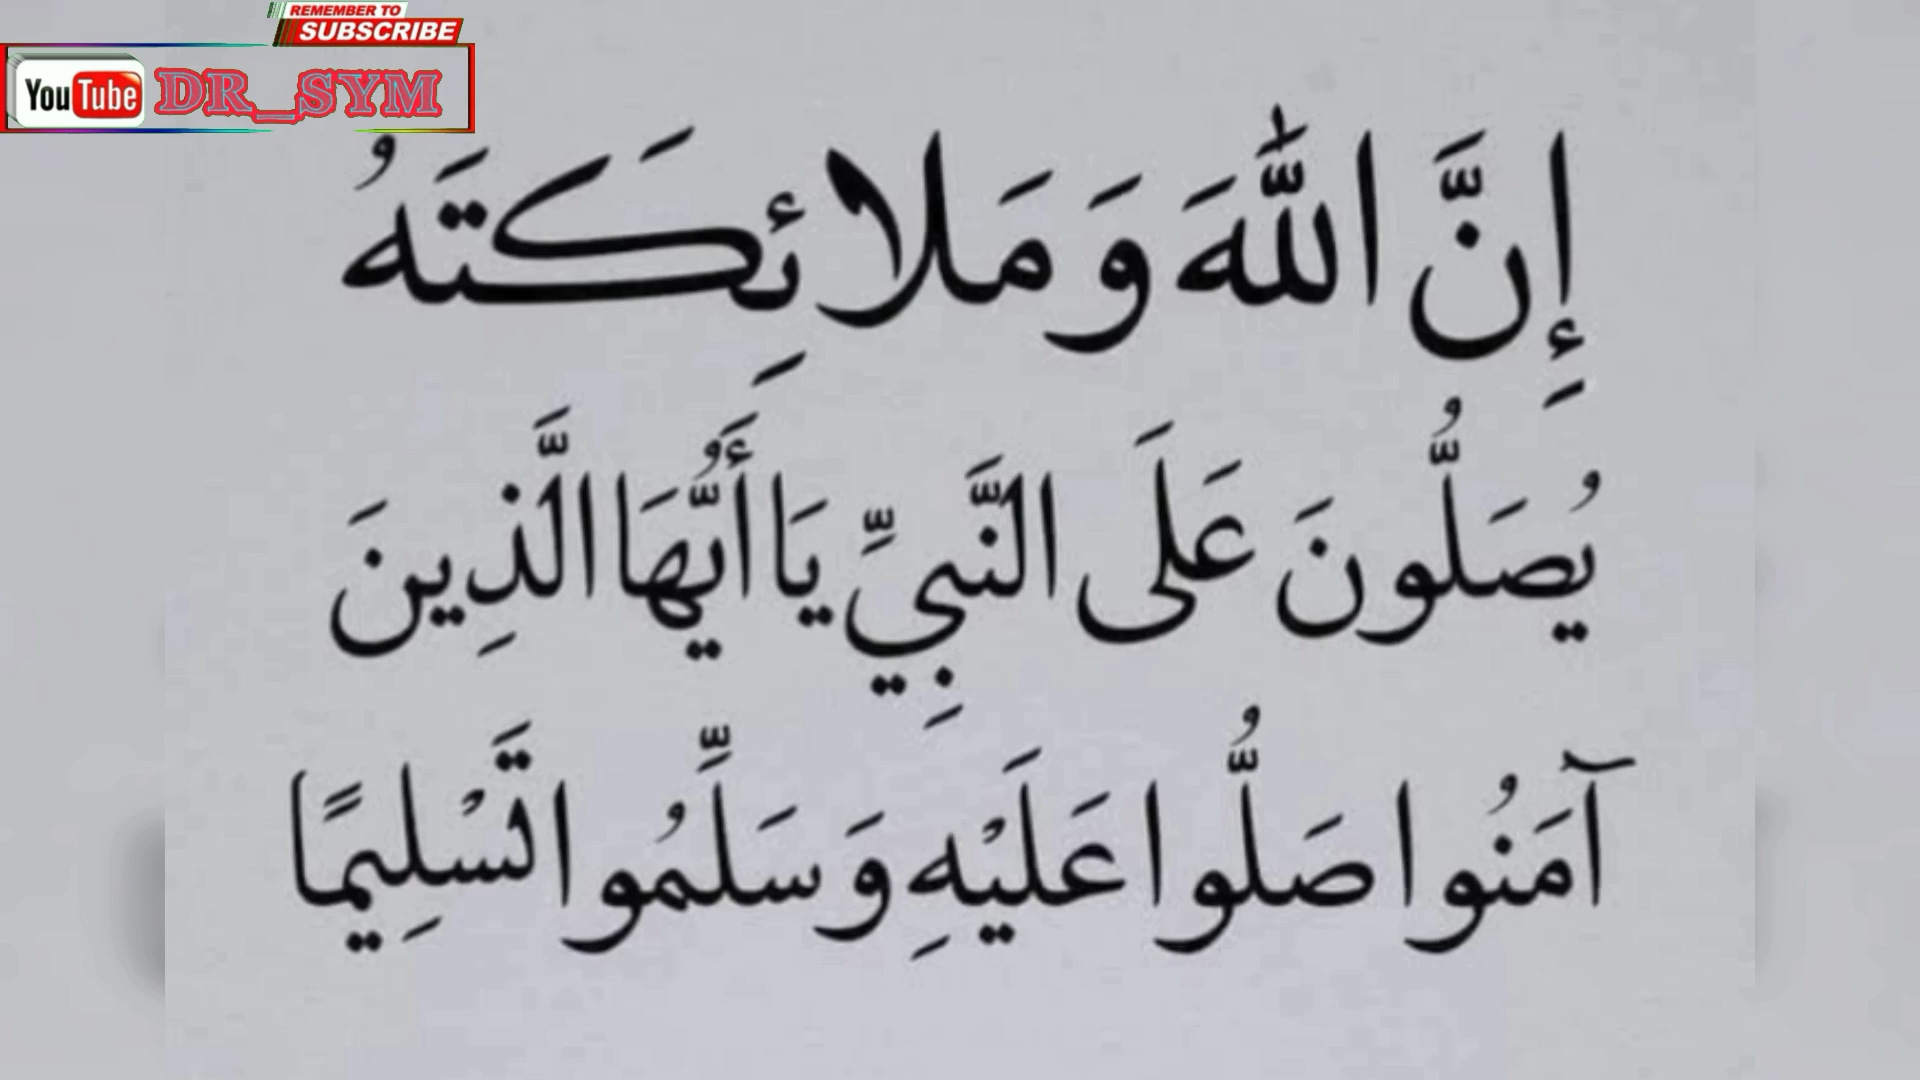 REMEMBER TO
SUBSCRIBE
YouTube DR_SYM
إِنَّ اللّٰهَ وَمَلَائِكَتَهُ
يُصَلُّونَ عَلَى النَّبِيِّ يَا أَيُّهَا الَّذِينَ
آمَنُوا صَلُّوا عَلَيْهِ وَسَلِّمُوا تَسْلِيمًا